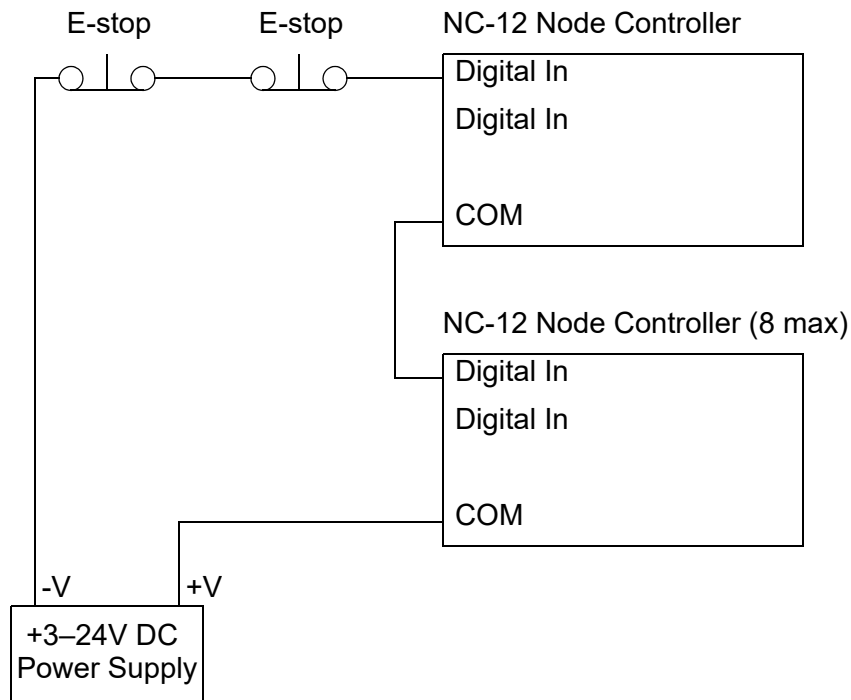 E-stop
E-stop
NC-12 Node Controller
Digital In
Digital In
COM
NC-12 Node Controller (8 max)
Digital In
Digital In
COM
-V
+V
+3–24V DC
Power Supply